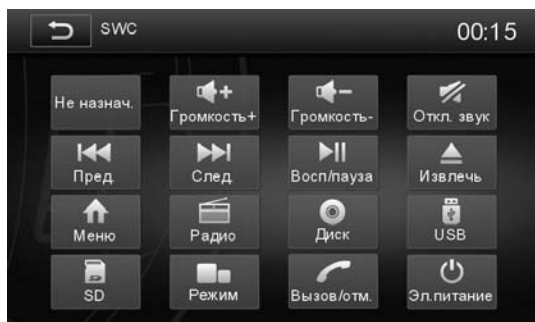 SWC 00:15
Не назнач. Громкость+ Громкость- Откл. звук
Пред. След. Восп/пауза Извлечь
Меню Радио Диск USB
SD Режим Вызов/отм. Эл.питание